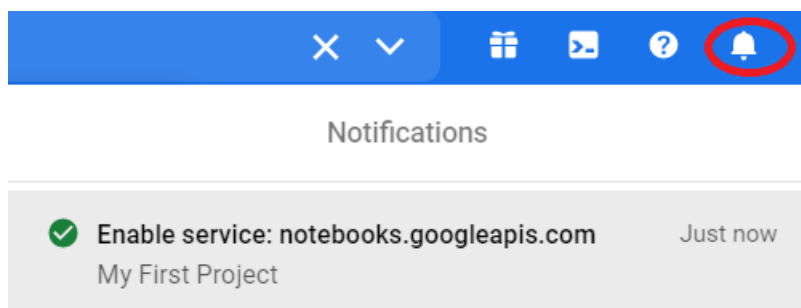 Notifications
Enable service: notebooks.googleapis.com Just now
My First Project